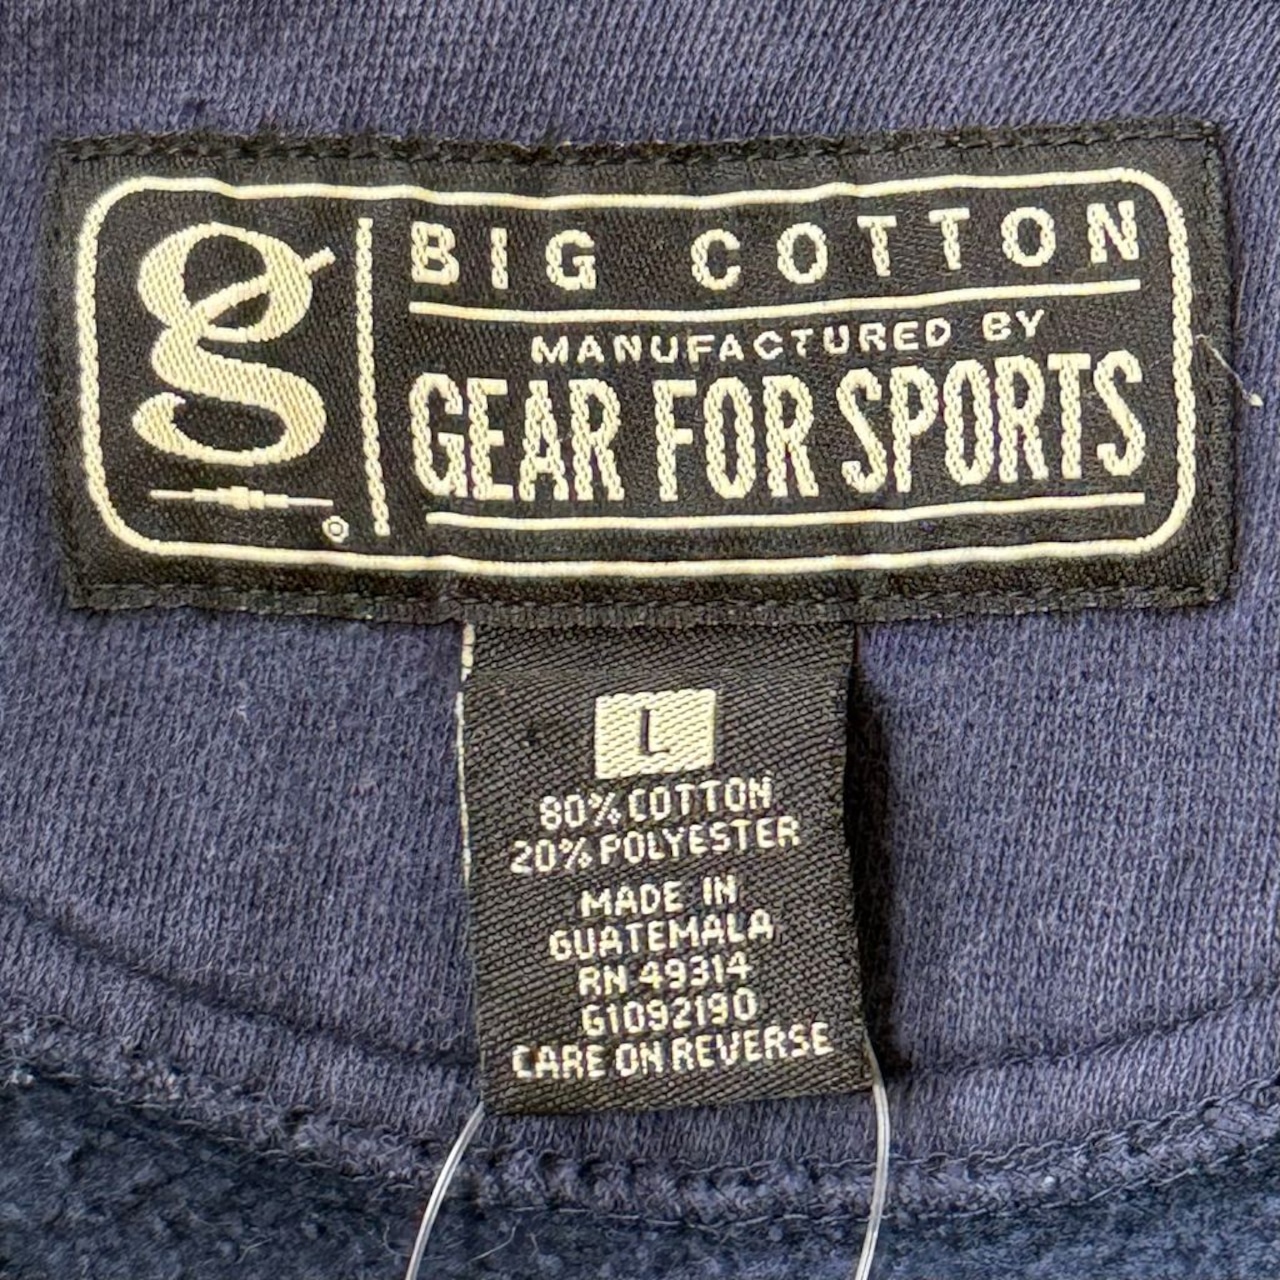 BIG COTTON
MANUFACTURED BY
GEAR FOR SPORTS
®
L
80% COTTON
20% POLYESTER
MADE IN
GUATEMALA
RN 49314
G1092190
CARE ON REVERSE